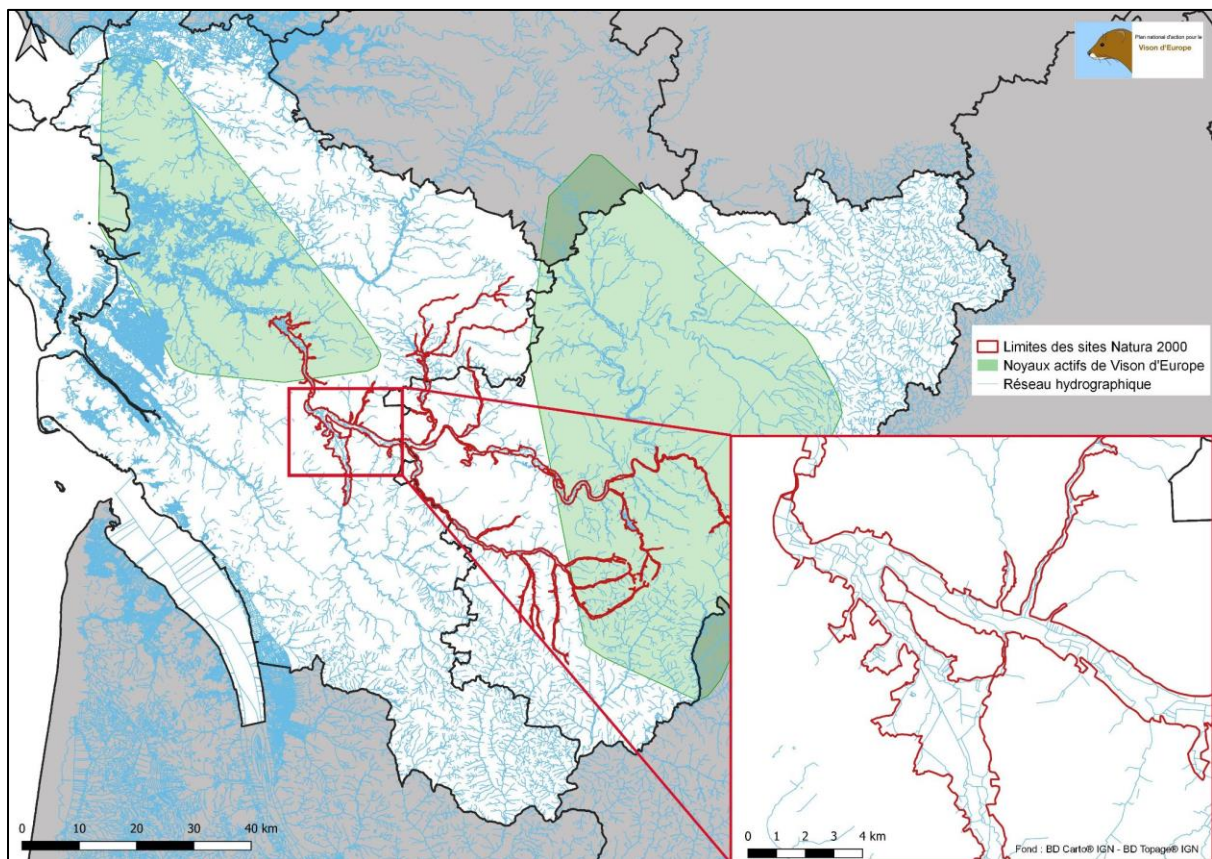 Plan national d'action pour le
Vison d'Europe
Limites des sites Natura 2000
Noyaux actifs de Vison d'Europe
Réseau hydrographique
0 10 20 30 40 km
0 1 2 3 4 km
Fond : BD Carto® IGN - BD Topage® IGN